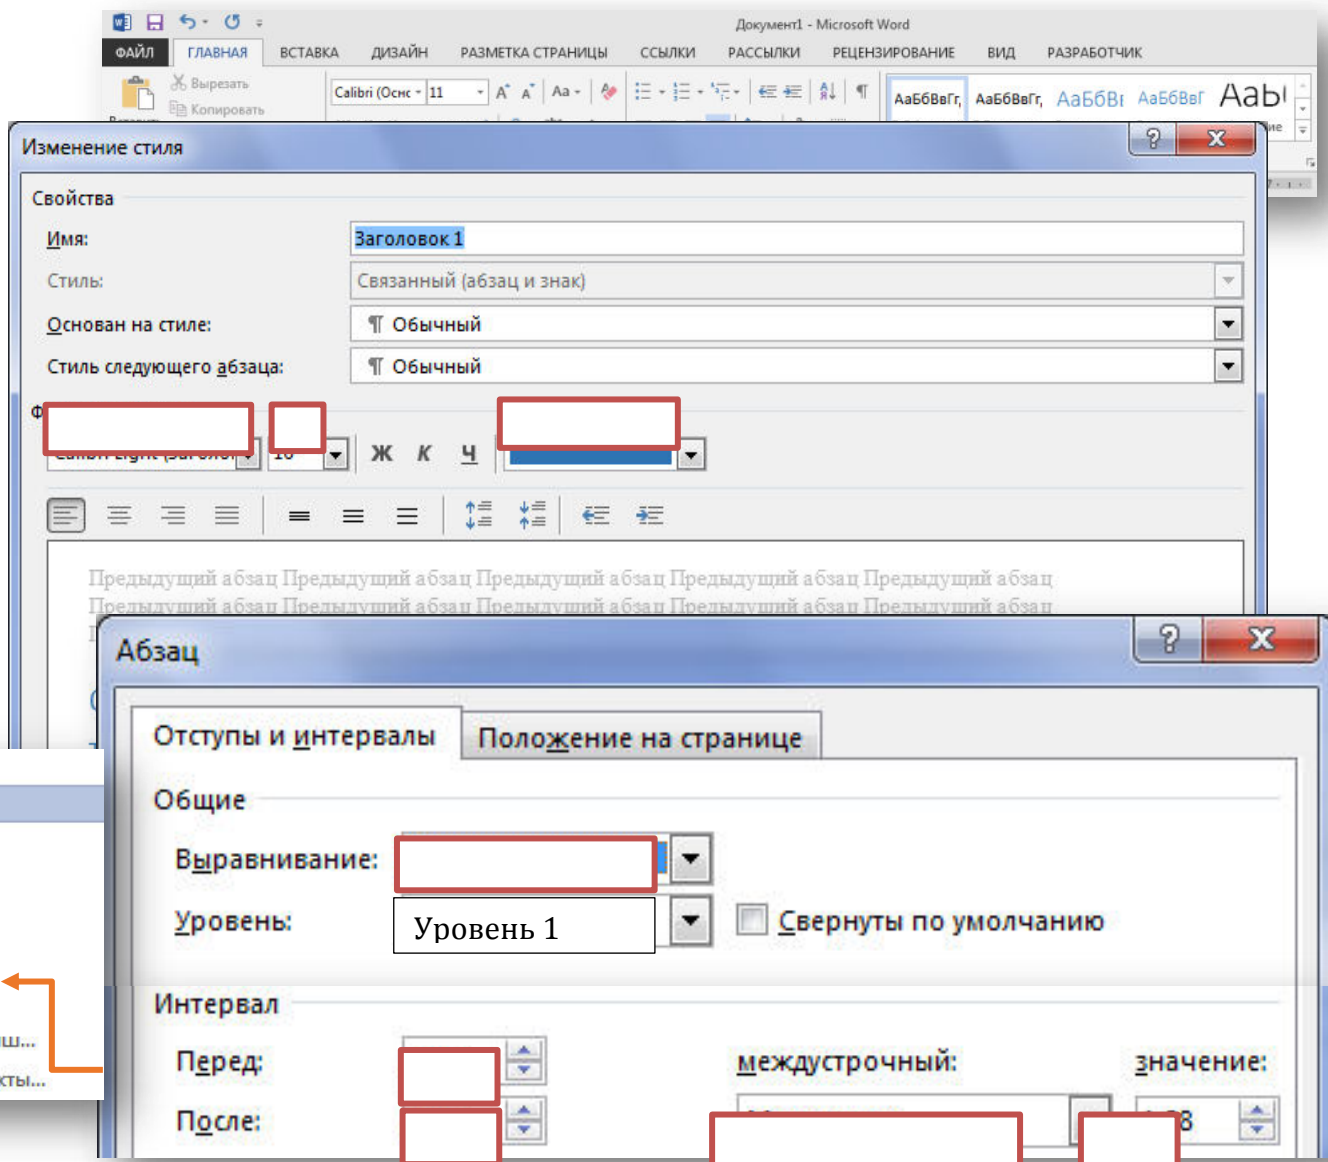 Документ1 - Microsoft Word
ФАЙЛ ГЛАВНАЯ ВСТАВКА ДИЗАЙН РАЗМЕТКА СТРАНИЦЫ ССЫЛКИ РАССЫЛКИ РЕЦЕНЗИРОВАНИЕ ВИД РАЗРАБОТЧИК
Вырезать
Копировать
Calibri (Оснс 11 Aa АаБбВвГг, АаБбВвГг,
Изменение стиля
Свойства
Имя: Заголовок 1
Стиль: Связанный (абзац и знак)
Основан на стиле: ¶ Обычный
Стиль следующего абзаца: ¶ Обычный
Ж К Ч
Предыдущий абзац Предыдущий абзац Предыдущий абзац Предыдущий абзац Предыдущий абзац
Предыдущий абзац Предыдущий абзац Предыдущий абзац Предыдущий абзац Предыдущий абзац
Абзац
Отступы и интервалы Положение на странице
Общие
Выравнивание:
Уровень: Уровень 1 Свернуты по умолчанию
Интервал
Перед: междустрочный: значение:
После: